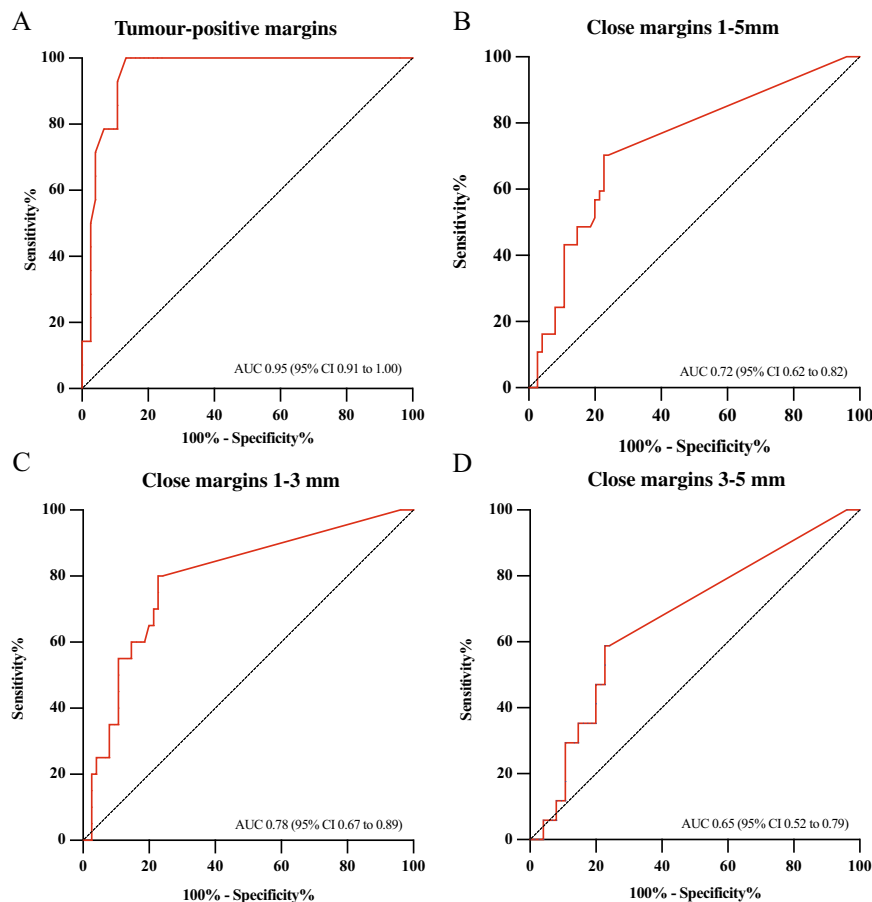 A
Tumour-positive margins
100
80
60
40
20
0
Sensitivity%
AUC 0.95 (95% CI 0.91 to 1.00)
0 20 40 60 80 100
100% - Specificity%
B
Close margins 1-5mm
100
80
60
40
20
0
Sensitivity%
AUC 0.72 (95% CI 0.62 to 0.82)
0 20 40 60 80 100
100% - Specificity%
C
Close margins 1-3 mm
100
80
60
40
20
0
Sensitivity%
AUC 0.78 (95% CI 0.67 to 0.89)
0 20 40 60 80 100
100% - Specificity%
D
Close margins 3-5 mm
100
80
60
40
20
0
Sensitivity%
AUC 0.65 (95% CI 0.52 to 0.79)
0 20 40 60 80 100
100% - Specificity%